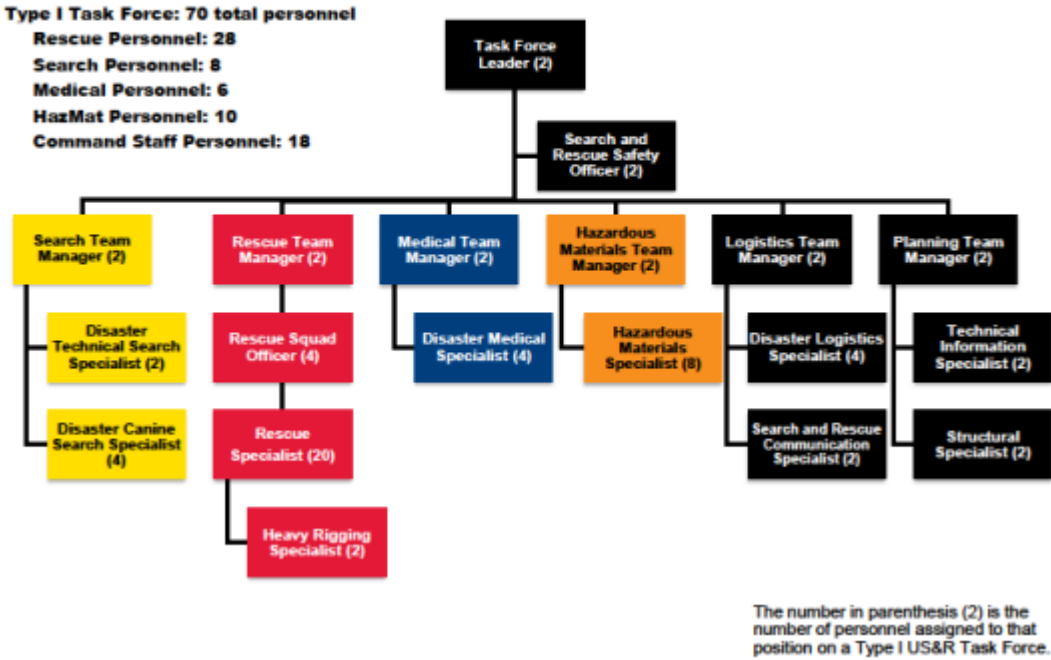 Type I Task Force: 70 total personnel
Rescue Personnel: 28
Search Personnel: 8
Medical Personnel: 6
HazMat Personnel: 10
Command Staff Personnel: 18
Task Force
Leader (2)
Search and
Rescue Safety
Officer (2)
Search Team
Manager (2)
Disaster
Technical Search
Specialist (2)
Disaster Canine
Search Specialist
(4)
Rescue Team
Manager (2)
Rescue Squad
Officer (4)
Rescue
Specialist (20)
Heavy Rigging
Specialist (2)
Medical Team
Manager (2)
Disaster Medical
Specialist (4)
Hazardous
Materials Team
Manager (2)
Hazardous
Materials
Specialist (8)
Logistics Team
Manager (2)
Disaster Logistics
Specialist (4)
Search and Rescue
Communication
Specialist (2)
Planning Team
Manager (2)
Technical
Information
Specialist (2)
Structural
Specialist (2)
The number in parenthesis (2) is the
number of personnel assigned to that
position on a Type I US&R Task Force.